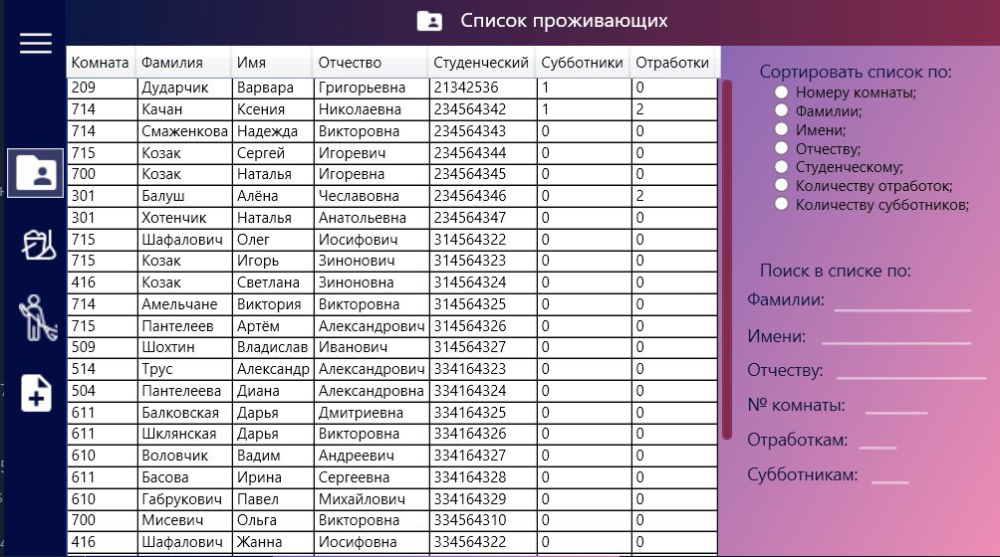 Список проживающих
Комната Фамилия Имя Отчество Студенческий Субботники Отработки
209 Дударчик Варвара Григорьевна 21342536 1 0
714 Качан Ксения Николаевна 234564342 1 2
714 Смаженкова Надежда Викторовна 234564343 0 0
715 Козак Сергей Игоревич 234564344 0 0
700 Козак Наталья Игоревна 234564345 0 0
301 Балуш Алёна Чеславовна 234564346 0 2
301 Хотенчик Наталья Анатольевна 234564347 0 0
715 Шафалович Олег Иосифович 314564322 0 0
715 Козак Игорь Зинонович 314564323 0 0
416 Козак Светлана Зиноновна 314564324 0 0
714 Амельчане Виктория Викторовна 314564325 0 0
715 Пантелеев Артём Александрович 314564326 0 0
509 Шохтин Владислав Иванович 314564327 0 0
514 Трус Александр Александрович 334164323 0 0
504 Пантелеева Диана Александровна 334164324 0 0
611 Балковская Дарья Дмитриевна 334164325 0 0
611 Шклянская Дарья Викторовна 334164326 0 0
610 Воловчик Вадим Андреевич 334164327 0 0
611 Басова Ирина Сергеевна 334164328 0 0
610 Габрукович Павел Михайлович 334164329 0 0
700 Мисевич Ольга Викторовна 334564310 0 0
416 Шафалович Жанна Иосифовна 334564322 0 0
Сортировать список по:
Номеру комнаты;
Фамилии;
Имени;
Отчеству;
Студенческому;
Количеству отработок;
Количеству субботников;
Поиск в списке по:
Фамилии:
Имени:
Отчеству:
№ комнаты:
Отработкам:
Субботникам: